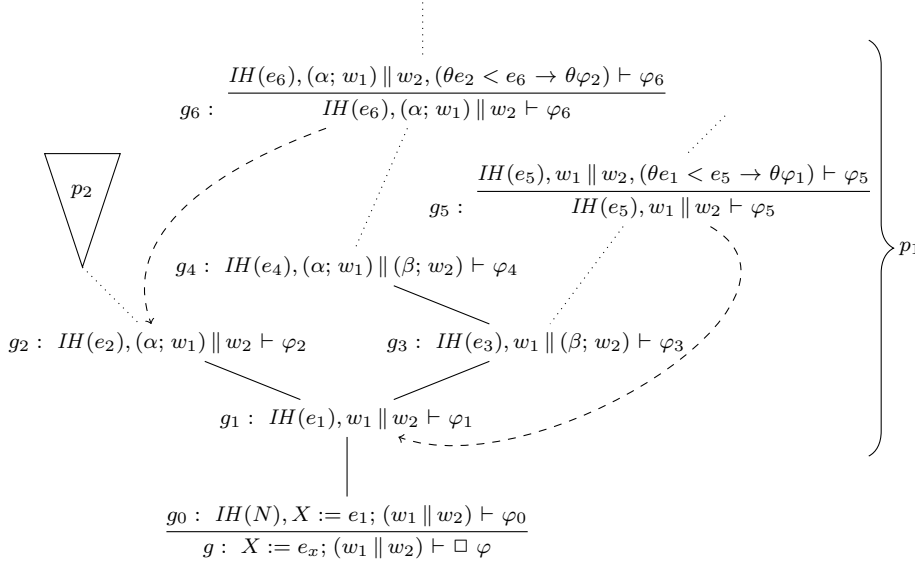 IH(e₆), (α; w₁) ∥ w₂, (θe₂ < e₆ → θφ₂) ⊢ φ₆
g₆ : IH(e₆), (α; w₁) ∥ w₂ ⊢ φ₆
p₂
IH(e₅), w₁ ∥ w₂, (θe₁ < e₅ → θφ₁) ⊢ φ₅
g₅ : IH(e₅), w₁ ∥ w₂ ⊢ φ₅
p₁
g₄ : IH(e₄), (α; w₁) ∥ (β; w₂) ⊢ φ₄
g₂ : IH(e₂), (α; w₁) ∥ w₂ ⊢ φ₂
g₃ : IH(e₃), w₁ ∥ (β; w₂) ⊢ φ₃
g₁ : IH(e₁), w₁ ∥ w₂ ⊢ φ₁
g₀ : IH(N), X := e₁; (w₁ ∥ w₂) ⊢ φ₀
g : X := eₓ; (w₁ ∥ w₂) ⊢ □ φ